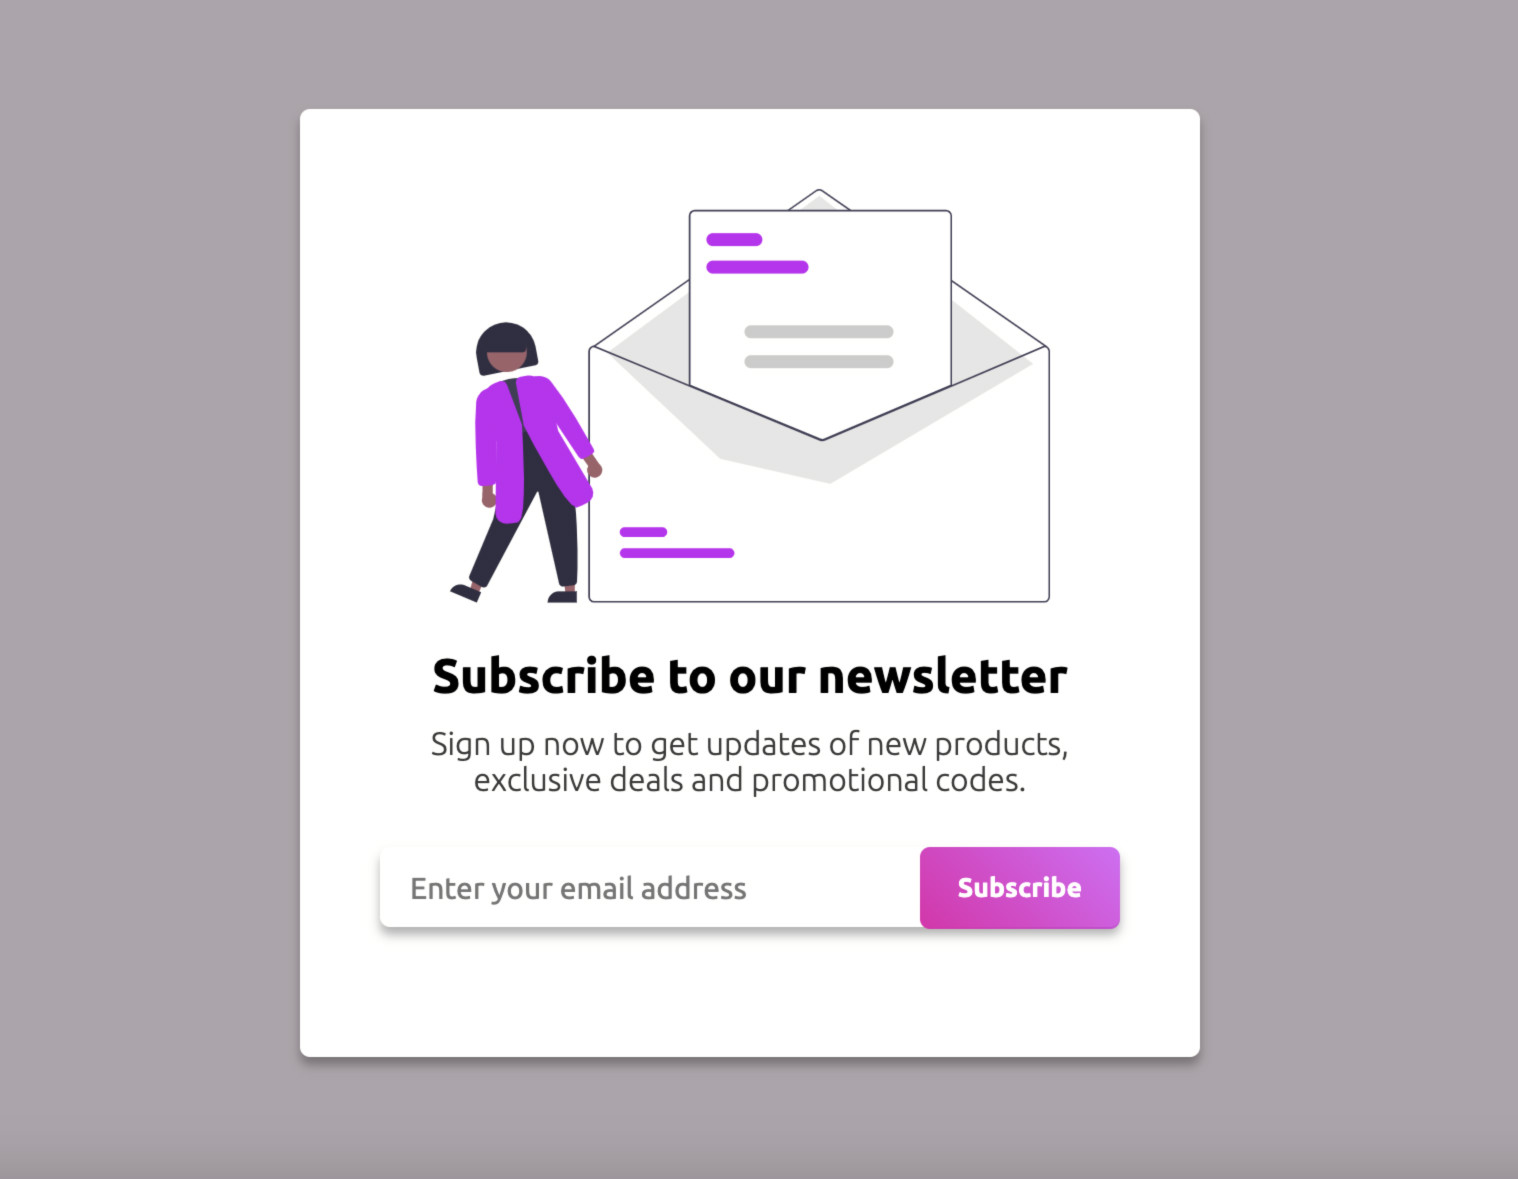 Subscribe to our newsletter
Sign up now to get updates of new products,
exclusive deals and promotional codes.
Enter your email address
Subscribe